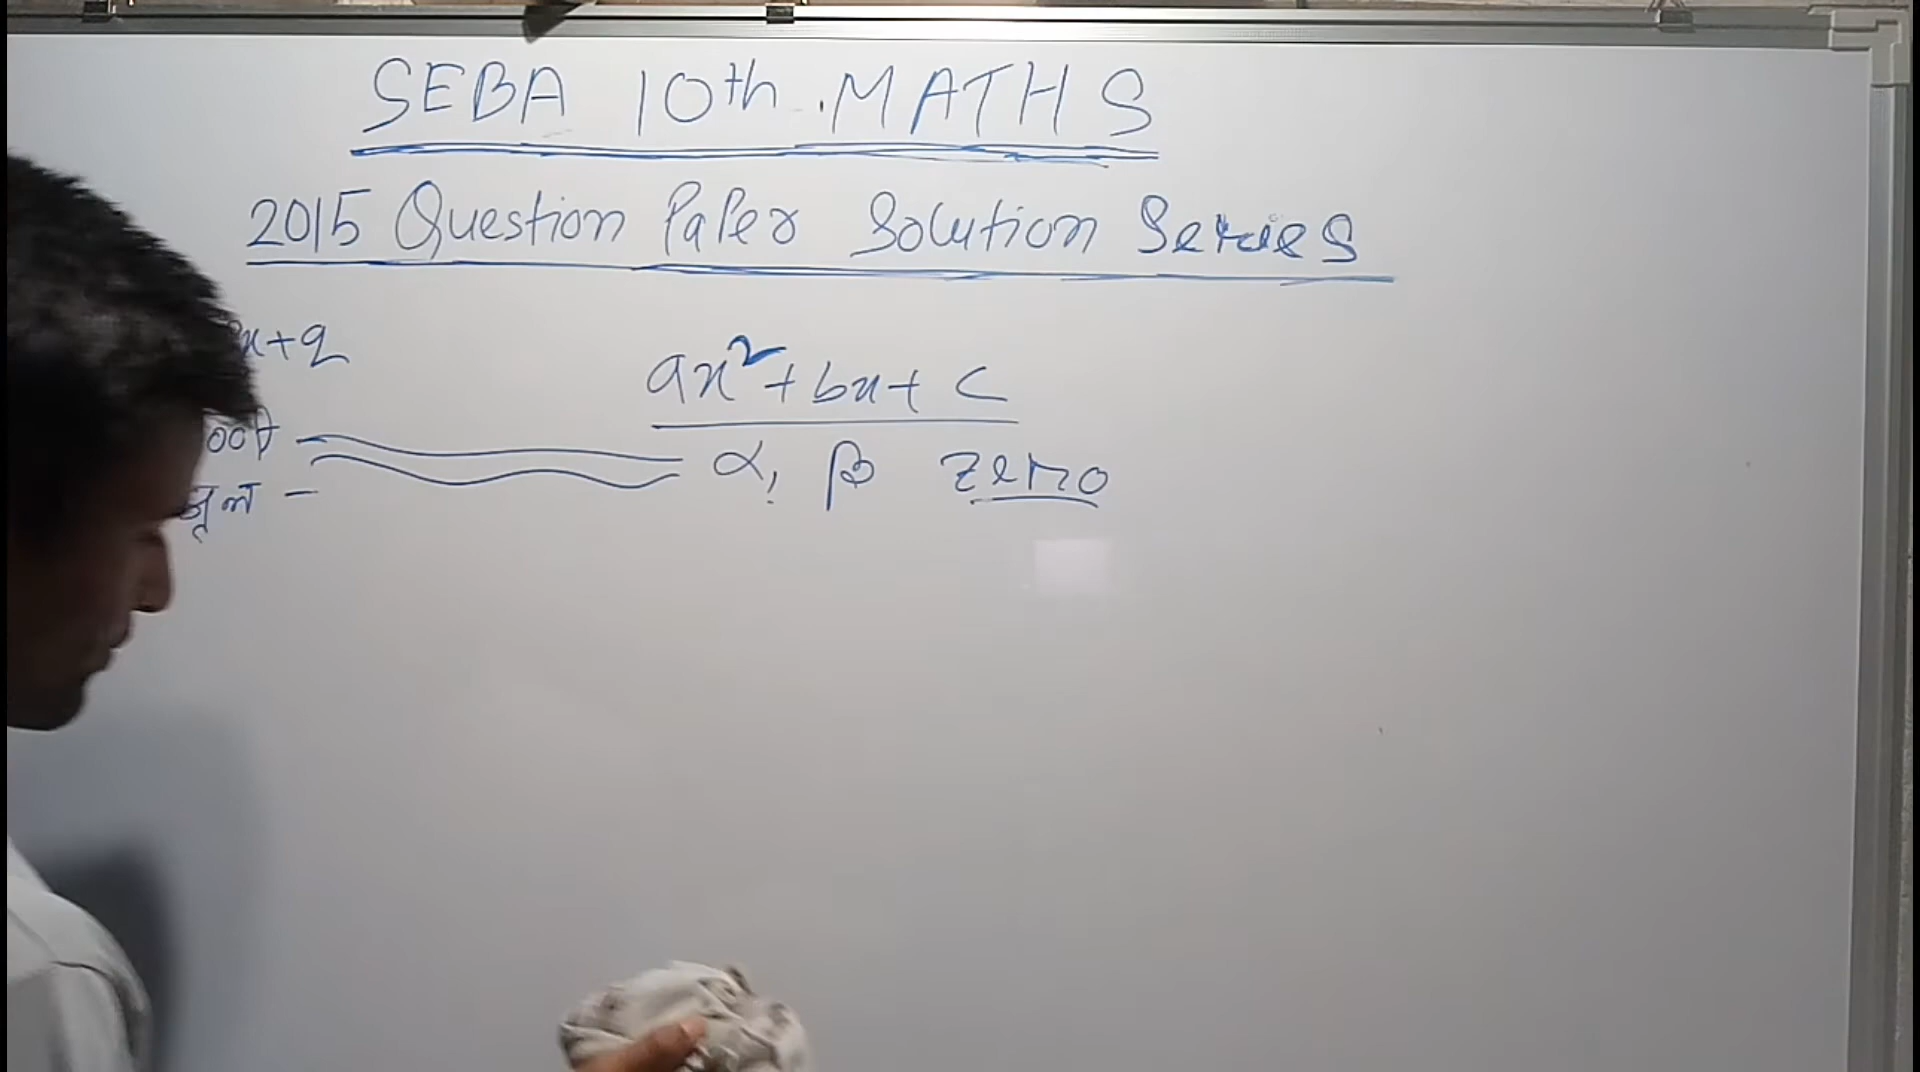 SEBA 10th MATHS
2015 Question PaPer Solution Series
x+q
ax²+bx+c
α, β zero
মূল -